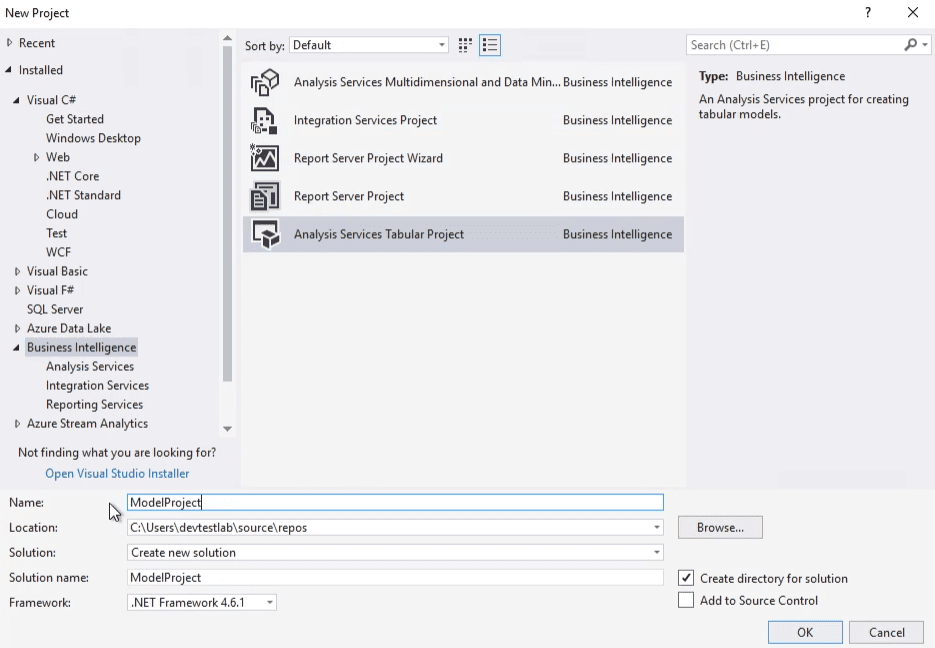 New Project
?
Recent
Installed
Visual C#
Get Started
Windows Desktop
Web
.NET Core
.NET Standard
Cloud
Test
WCF
Visual Basic
Visual F#
SQL Server
Azure Data Lake
Business Intelligence
Analysis Services
Integration Services
Reporting Services
Azure Stream Analytics
Not finding what you are looking for?
Open Visual Studio Installer
Sort by: Default
Analysis Services Multidimensional and Data Min... Business Intelligence
Integration Services Project Business Intelligence
Report Server Project Wizard Business Intelligence
Report Server Project Business Intelligence
Analysis Services Tabular Project Business Intelligence
Search (Ctrl+E)
Type: Business Intelligence
An Analysis Services project for creating
tabular models.
Name: ModelProject
Location: C:\Users\devtestlab\source\repos
Browse...
Solution: Create new solution
Solution name: ModelProject
Create directory for solution
Framework: .NET Framework 4.6.1
Add to Source Control
OK Cancel